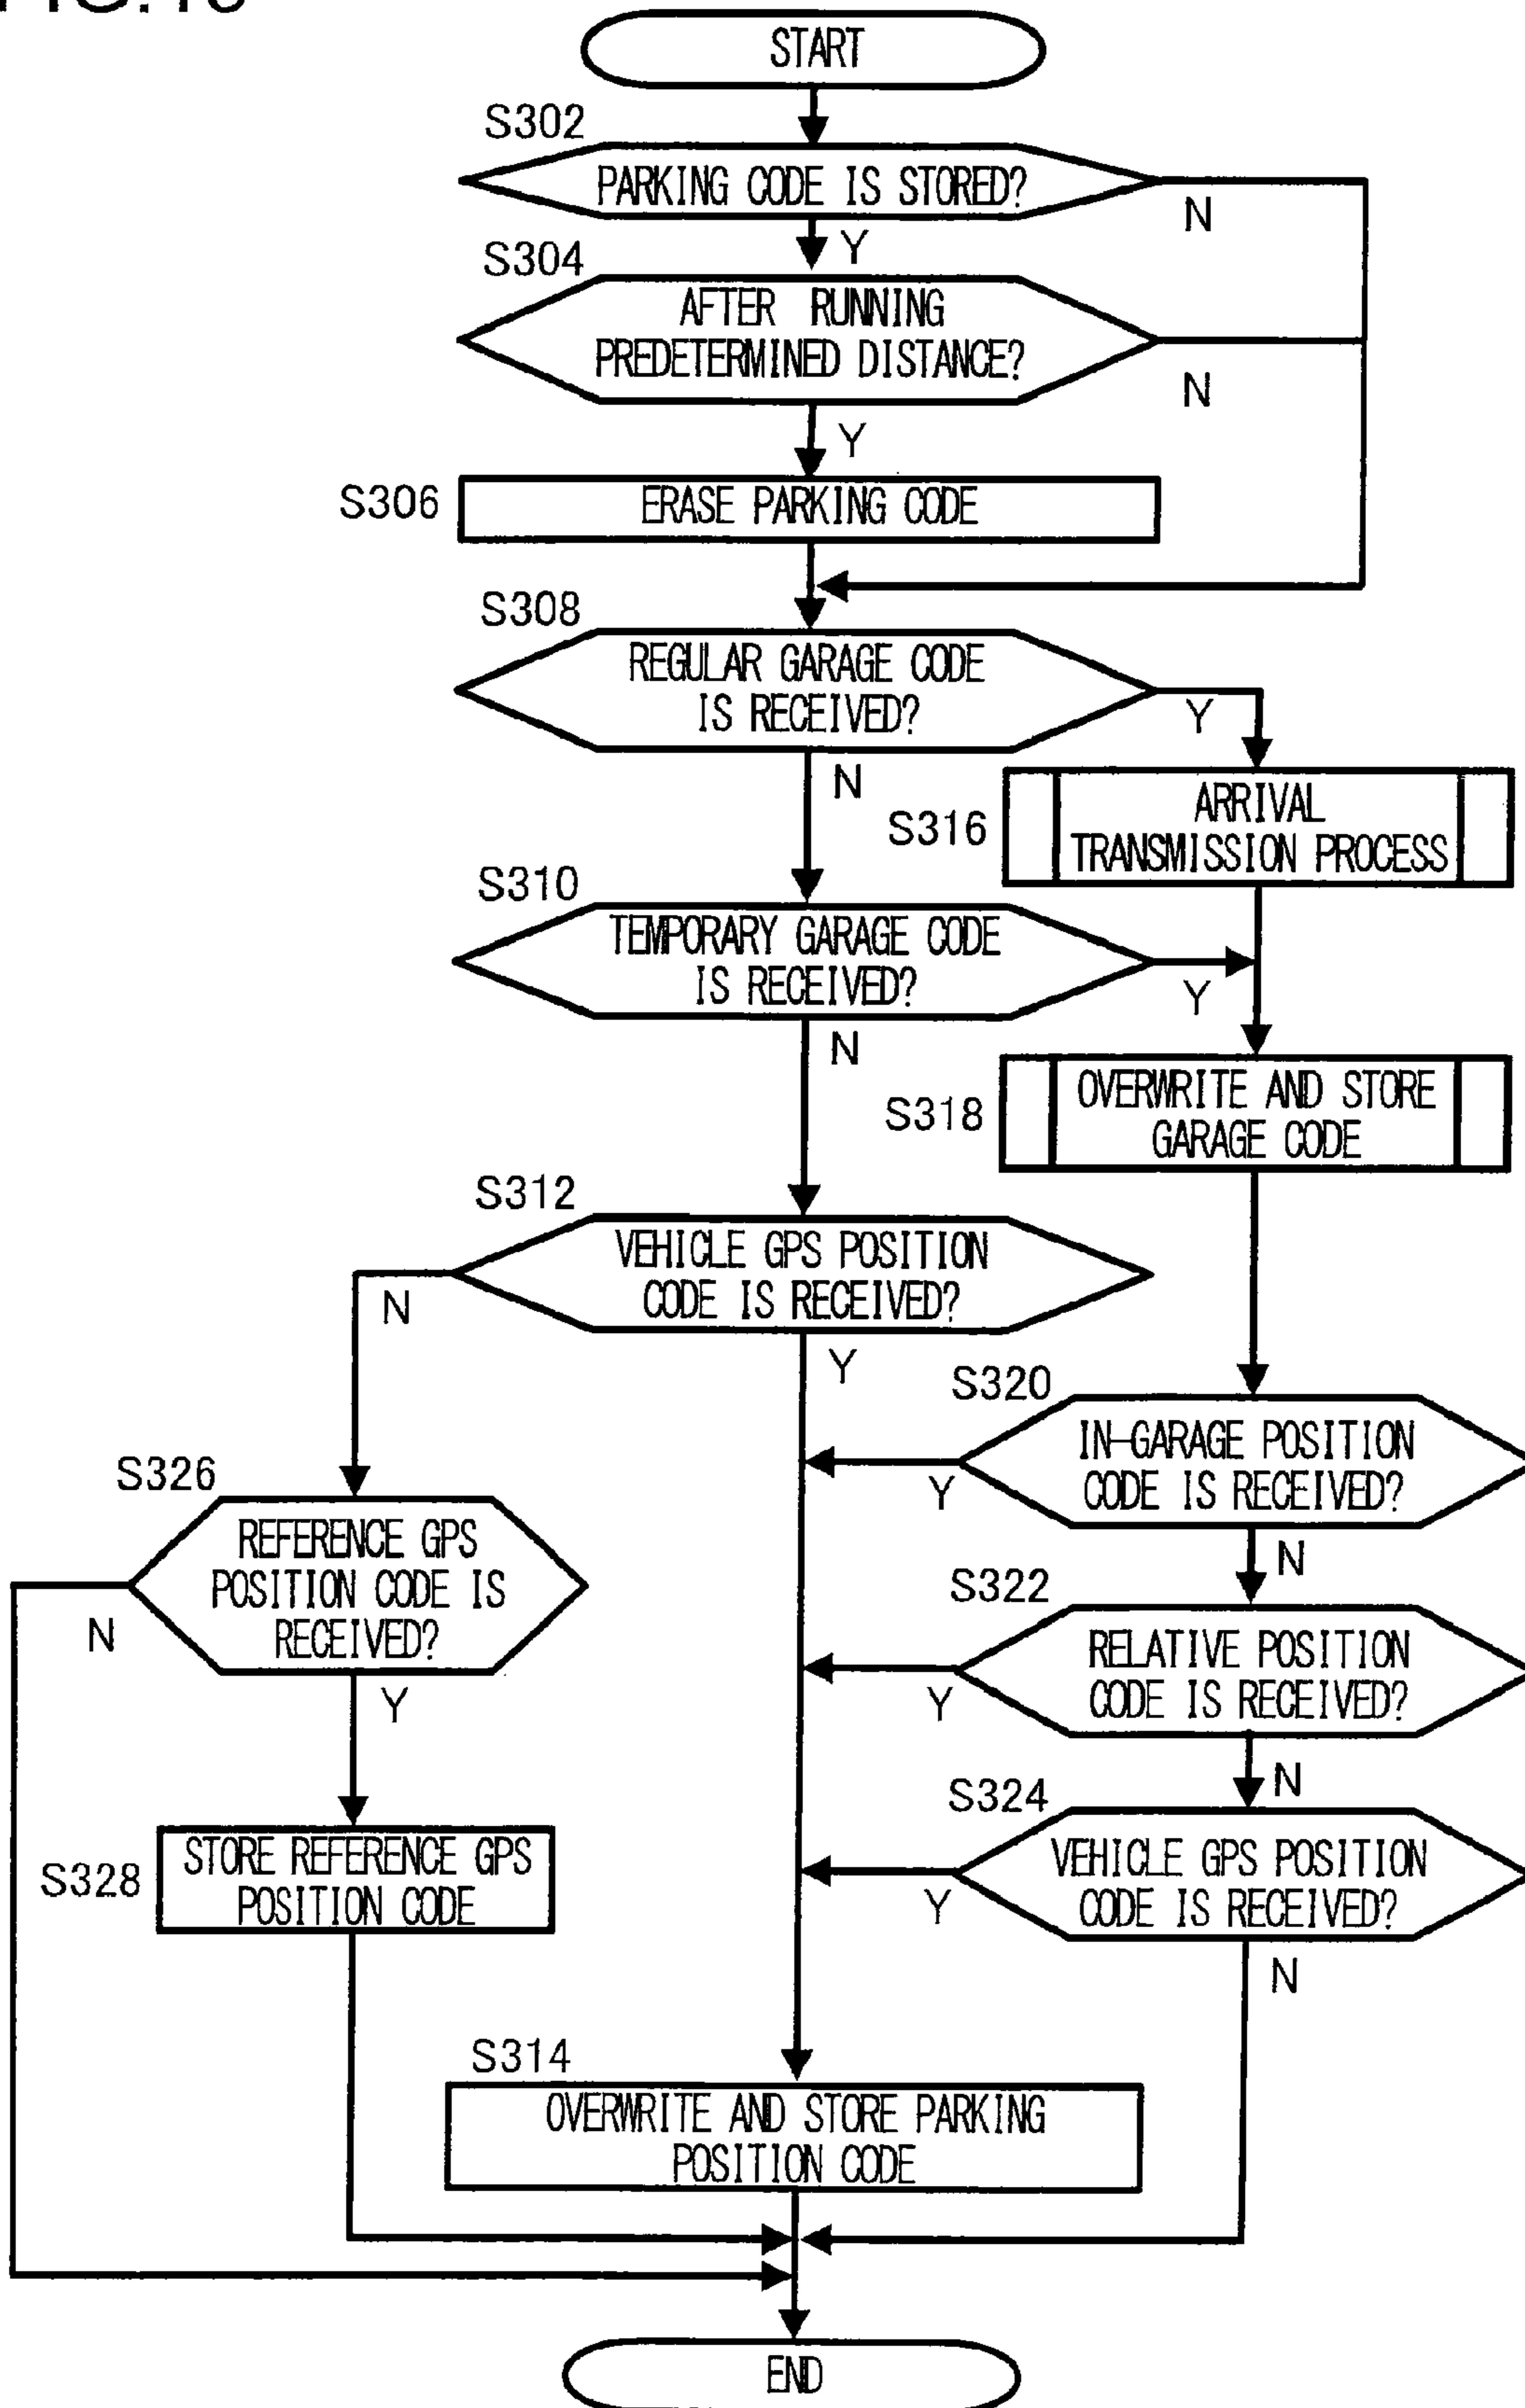 START
S302
PARKING CODE IS STORED?
N
Y
S304
AFTER RUNNING
PREDETERMINED DISTANCE?
N
Y
S306
ERASE PARKING CODE
S308
REGULAR GARAGE CODE
IS RECEIVED?
Y
N
S316
ARRIVAL
TRANSMISSION PROCESS
S310
TEMPORARY GARAGE CODE
IS RECEIVED?
Y
N
S318
OVERWRITE AND STORE
GARAGE CODE
S312
VEHICLE GPS POSITION
CODE IS RECEIVED?
N
Y
S320
IN-GARAGE POSITION
CODE IS RECEIVED?
Y
N
S326
REFERENCE GPS
POSITION CODE IS
RECEIVED?
N
Y
S322
RELATIVE POSITION
CODE IS RECEIVED?
Y
N
S324
VEHICLE GPS POSITION
CODE IS RECEIVED?
Y
N
S328
STORE REFERENCE GPS
POSITION CODE
S314
OVERWRITE AND STORE PARKING
POSITION CODE
END